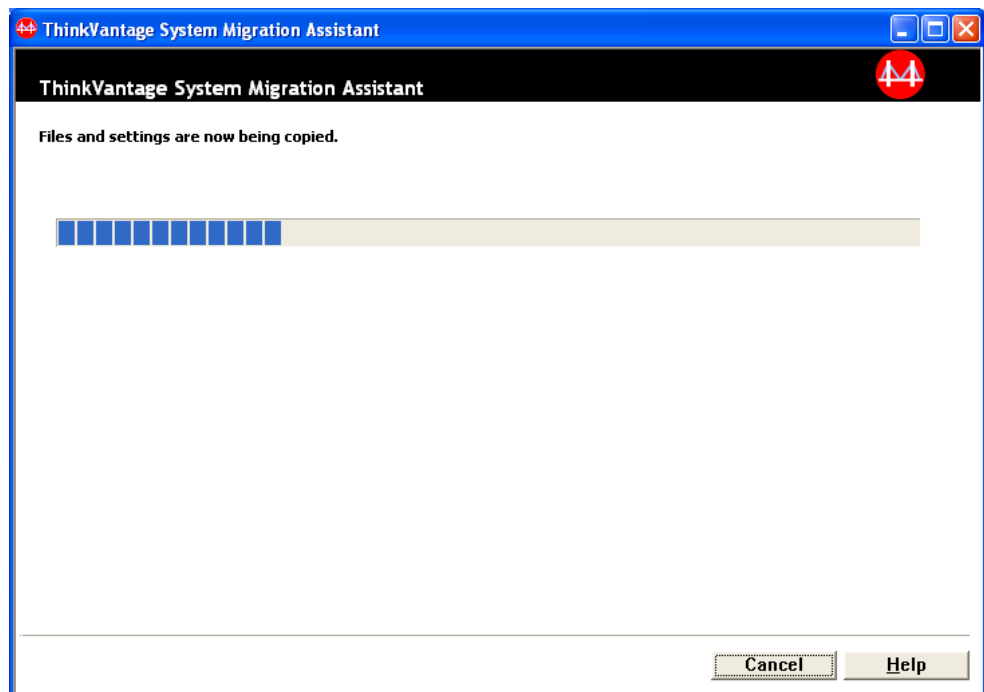 ThinkVantage System Migration Assistant
ThinkVantage System Migration Assistant
Files and settings are now being copied.
Cancel Help